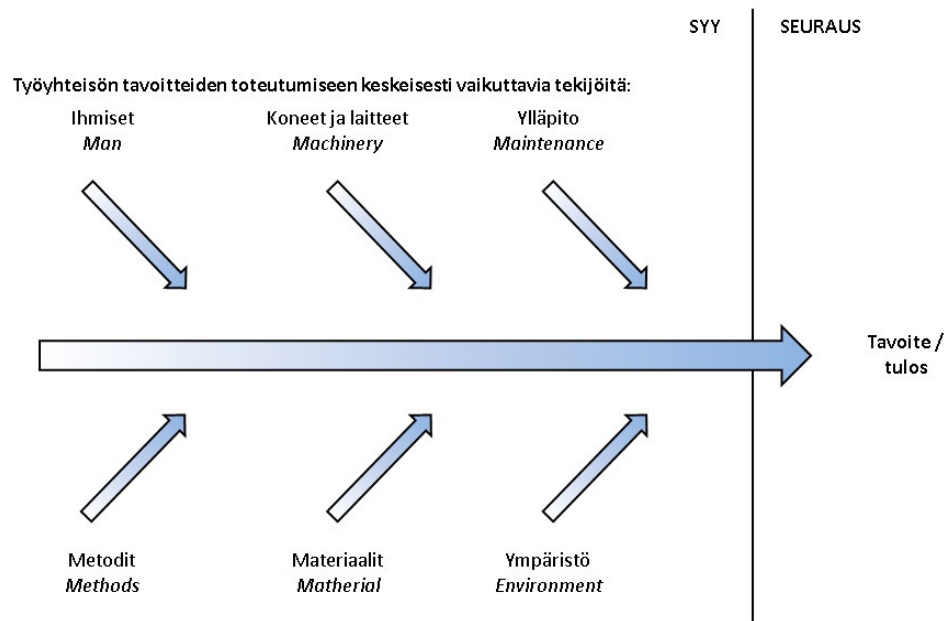 SYY
SEURAUS
Työyhteisön tavoitteiden toteutumiseen keskeisesti vaikuttavia tekijöitä:
Ihmiset
Man
Koneet ja laitteet
Machinery
Ylläpito
Maintenance
Tavoite /
tulos
Metodit
Methods
Materiaalit
Matherial
Ympäristö
Environment